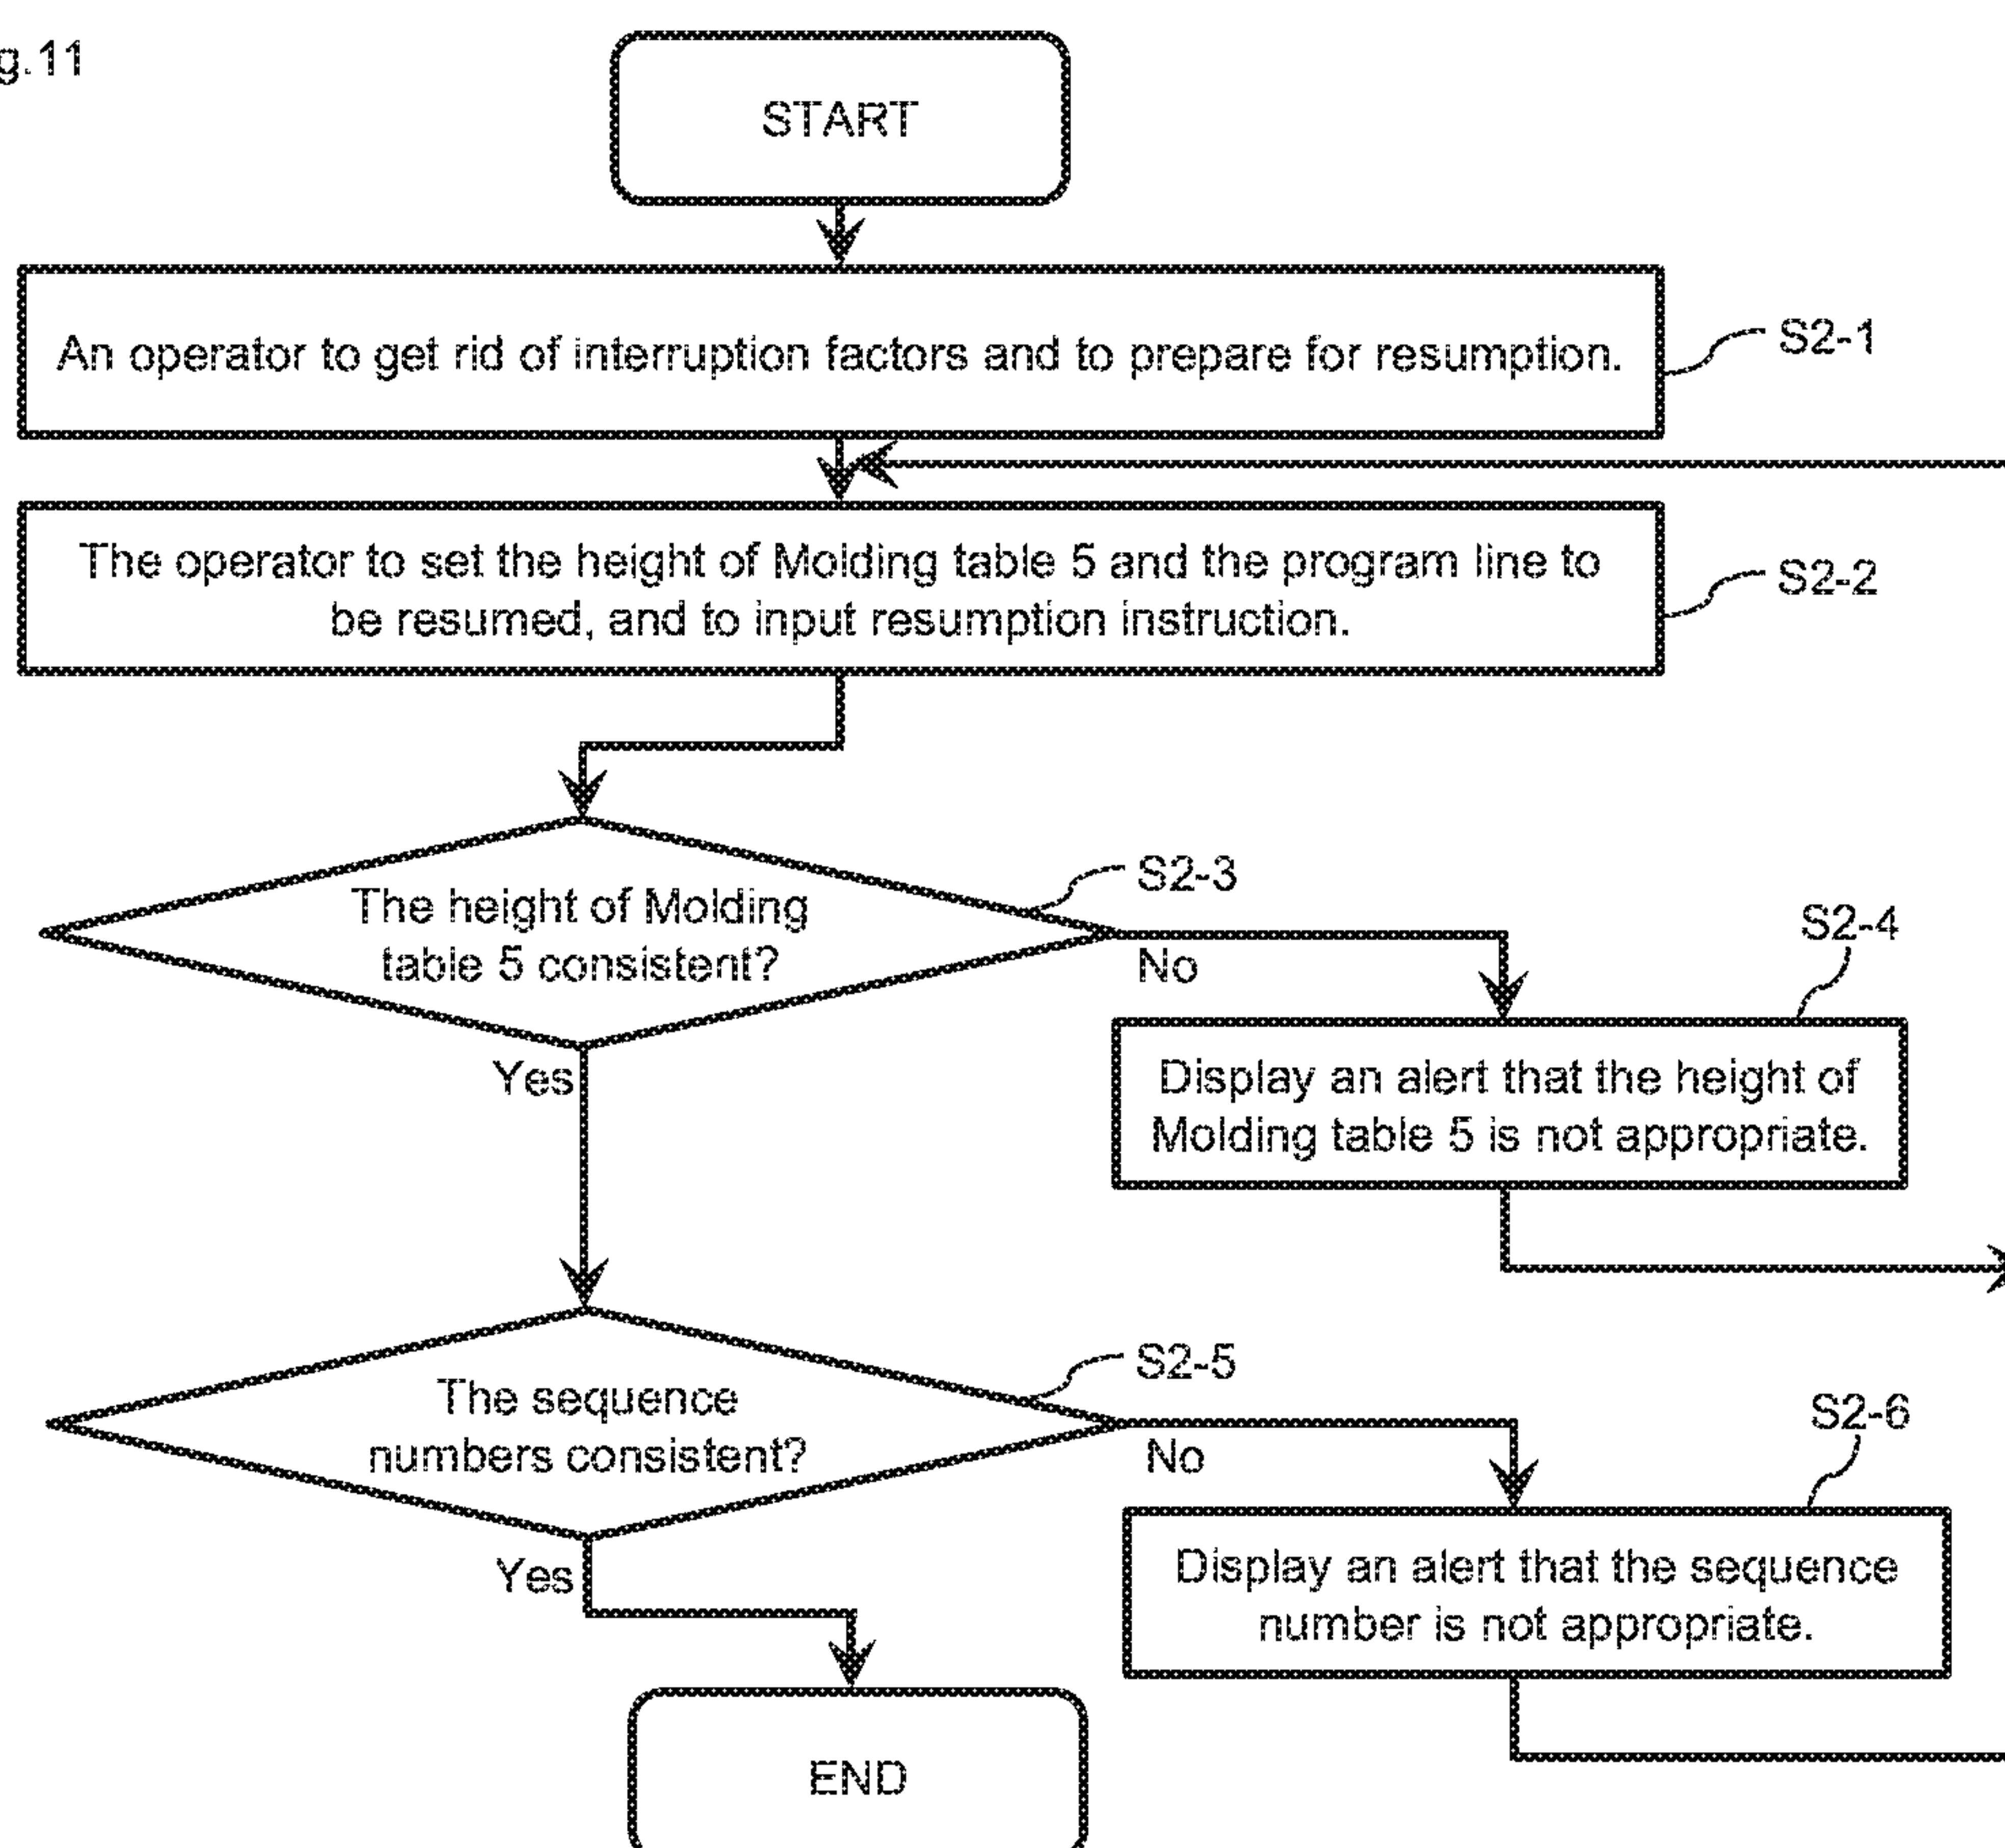 g.11
START
An operator to get rid of interruption factors and to prepare for resumption.
S2-1
The operator to set the height of Molding table 5 and the program line to
be resumed, and to input resumption instruction.
S2-2
The height of Molding
table 5 consistent?
S2-3
No
Yes
S2-4
Display an alert that the height of
Molding table 5 is not appropriate.
The sequence
numbers consistent?
S2-5
No
Yes
S2-6
Display an alert that the sequence
number is not appropriate.
END